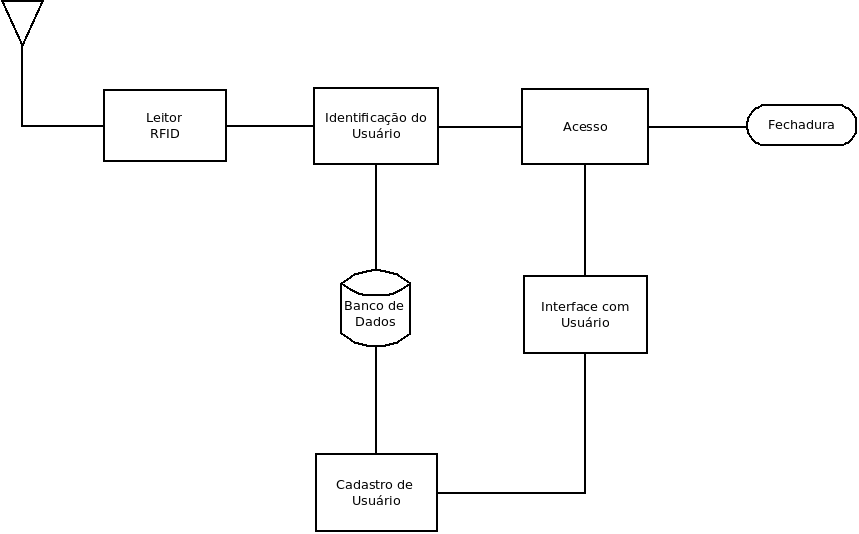 Leitor
RFID
Identificação do
Usuário
Acesso
Fechadura
Banco de
Dados
Interface com
Usuário
Cadastro de
Usuário